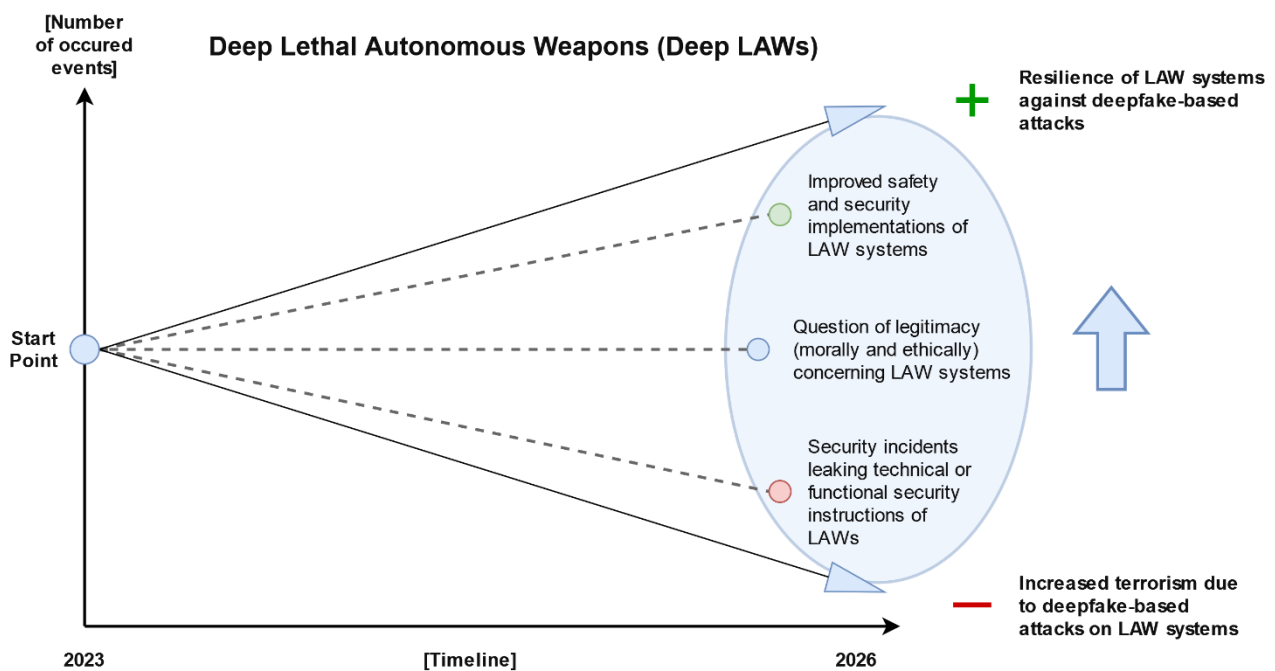 [Number
of occured
events]
Deep Lethal Autonomous Weapons (Deep LAWs)
Resilience of LAW systems
against deepfake-based
attacks
Improved safety
and security
implementations of
LAW systems
Start
Point
Question of legitimacy
(morally and ethically)
concerning LAW systems
Security incidents
leaking technical or
functional security
instructions of
LAWs
Increased terrorism due
to deepfake-based
attacks on LAW systems
2023
[Timeline]
2026